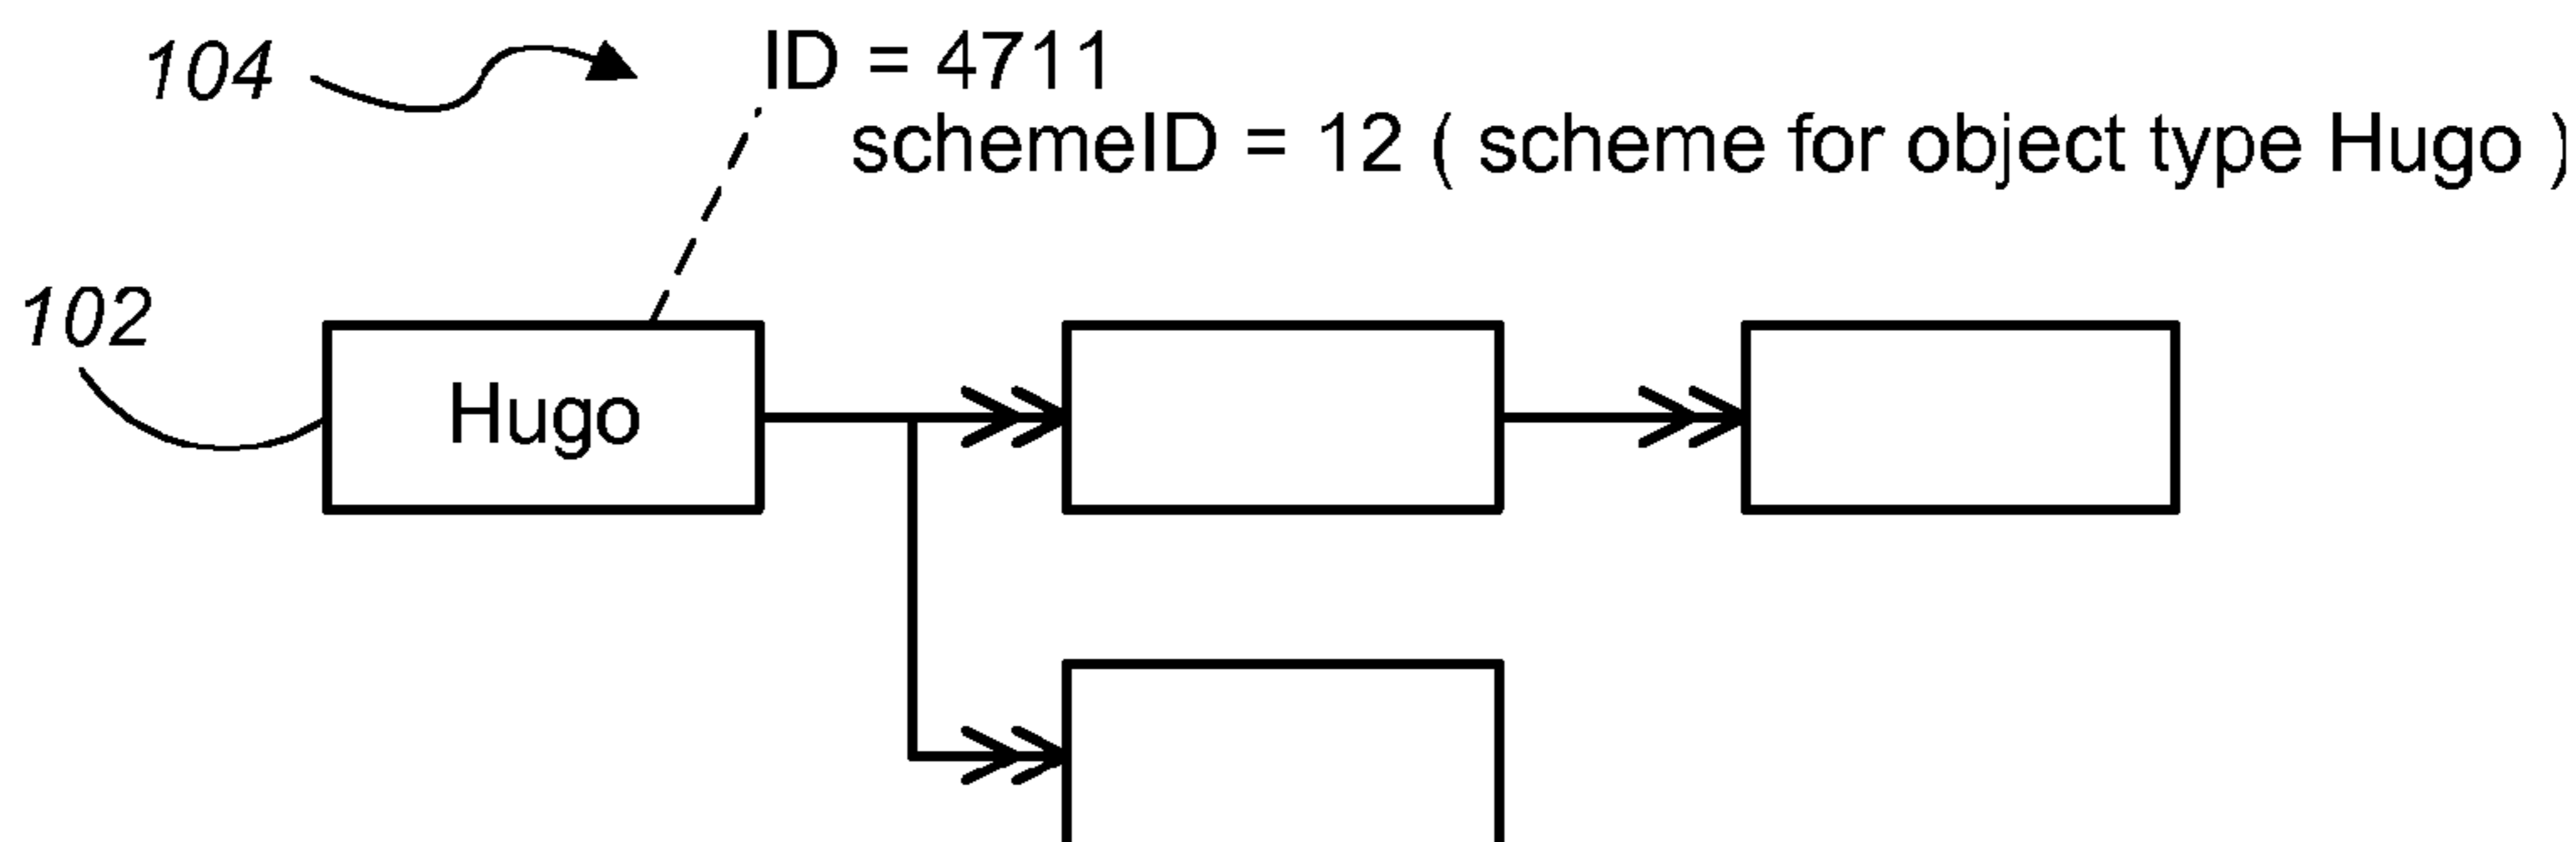 104
ID = 4711
schemeID = 12 ( scheme for object type Hugo )
102
Hugo